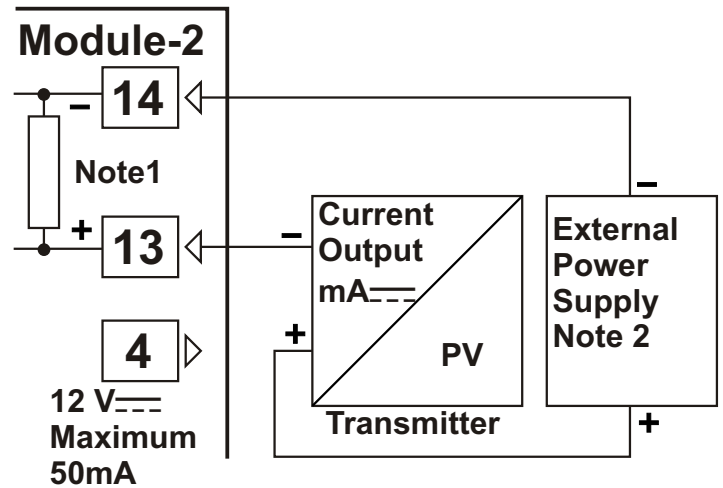 Module-2
− 14
Note1
+ 13
4
12 V
Maximum
50mA
−
Current
Output
mA
+
PV
Transmitter
−
External
Power
Supply
Note 2
+